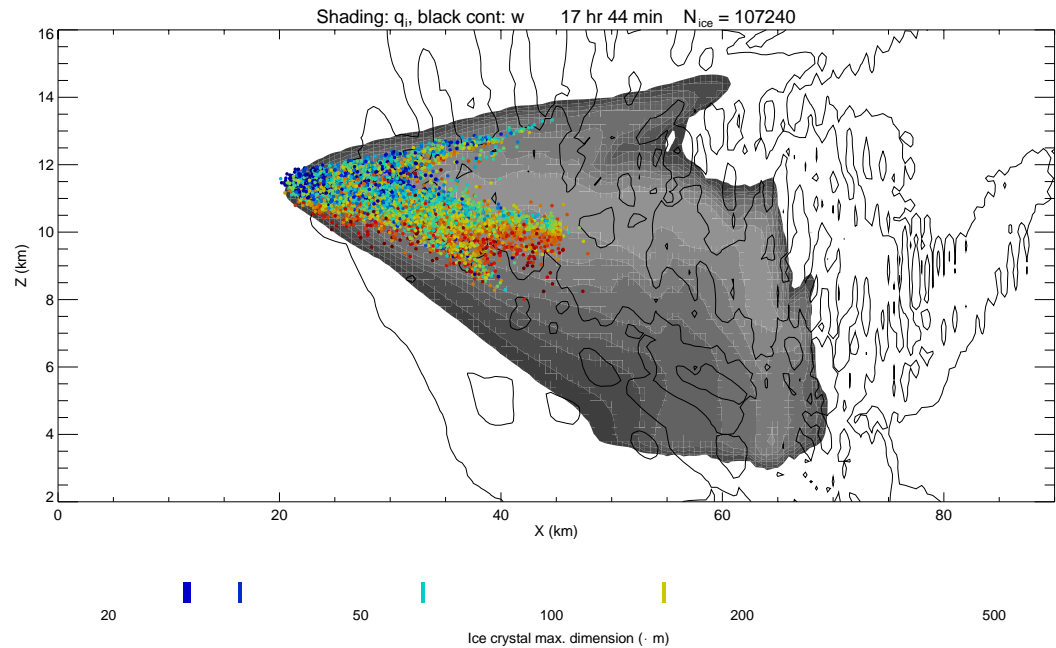 Shading: qi, black cont: w 17 hr 44 min Nice = 107240
16
14
12
10
8
6
4
2
Z (km)
0 20 40 60 80
X (km)
20 50 100 200 500
Ice crystal max. dimension (· m)